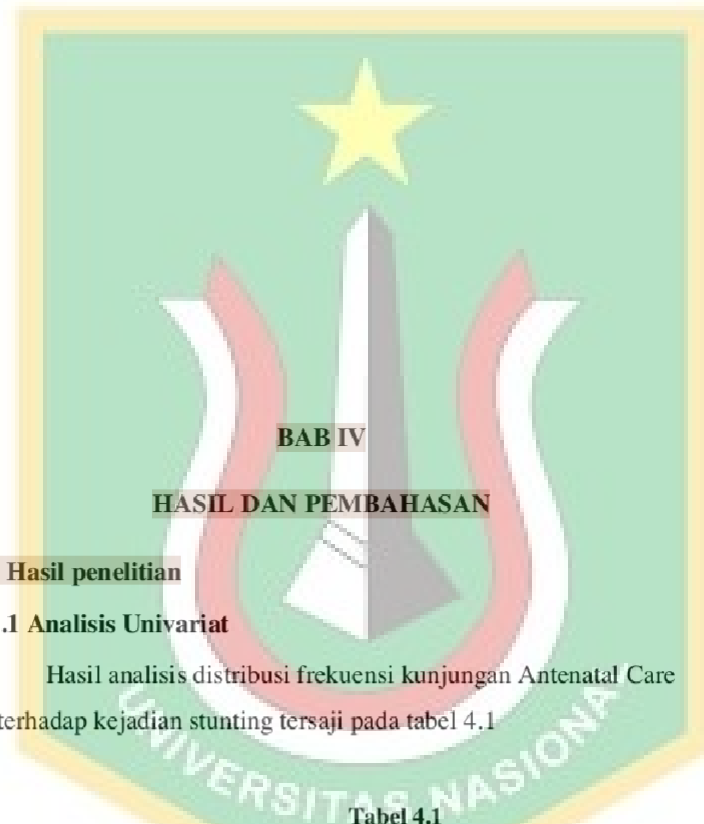 BAB IV
HASIL DAN PEMBAHASAN
Hasil penelitian
.1 Analisis Univariat
Hasil analisis distribusi frekuensi kunjungan Antenatal Care
terhadap kejadian stunting tersaji pada tabel 4.1
UNIVERSITAS NASIONAL
Tabel 4.1